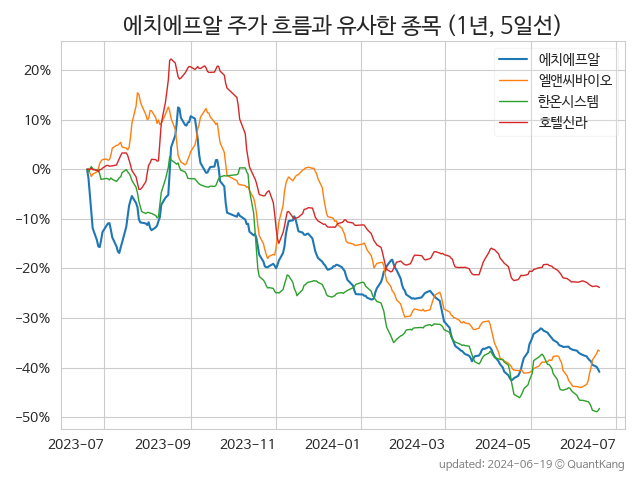 에치에프알 주가 흐름과 유사한 종목 (1년, 5일선)
에치에프알
엘앤씨바이오
한온시스템
호텔신라
20%
10%
0%
−10%
−20%
−30%
−40%
−50%
2023-07 2023-09 2023-11 2024-01 2024-03 2024-05 2024-07
updated: 2024-06-19 © QuantKang